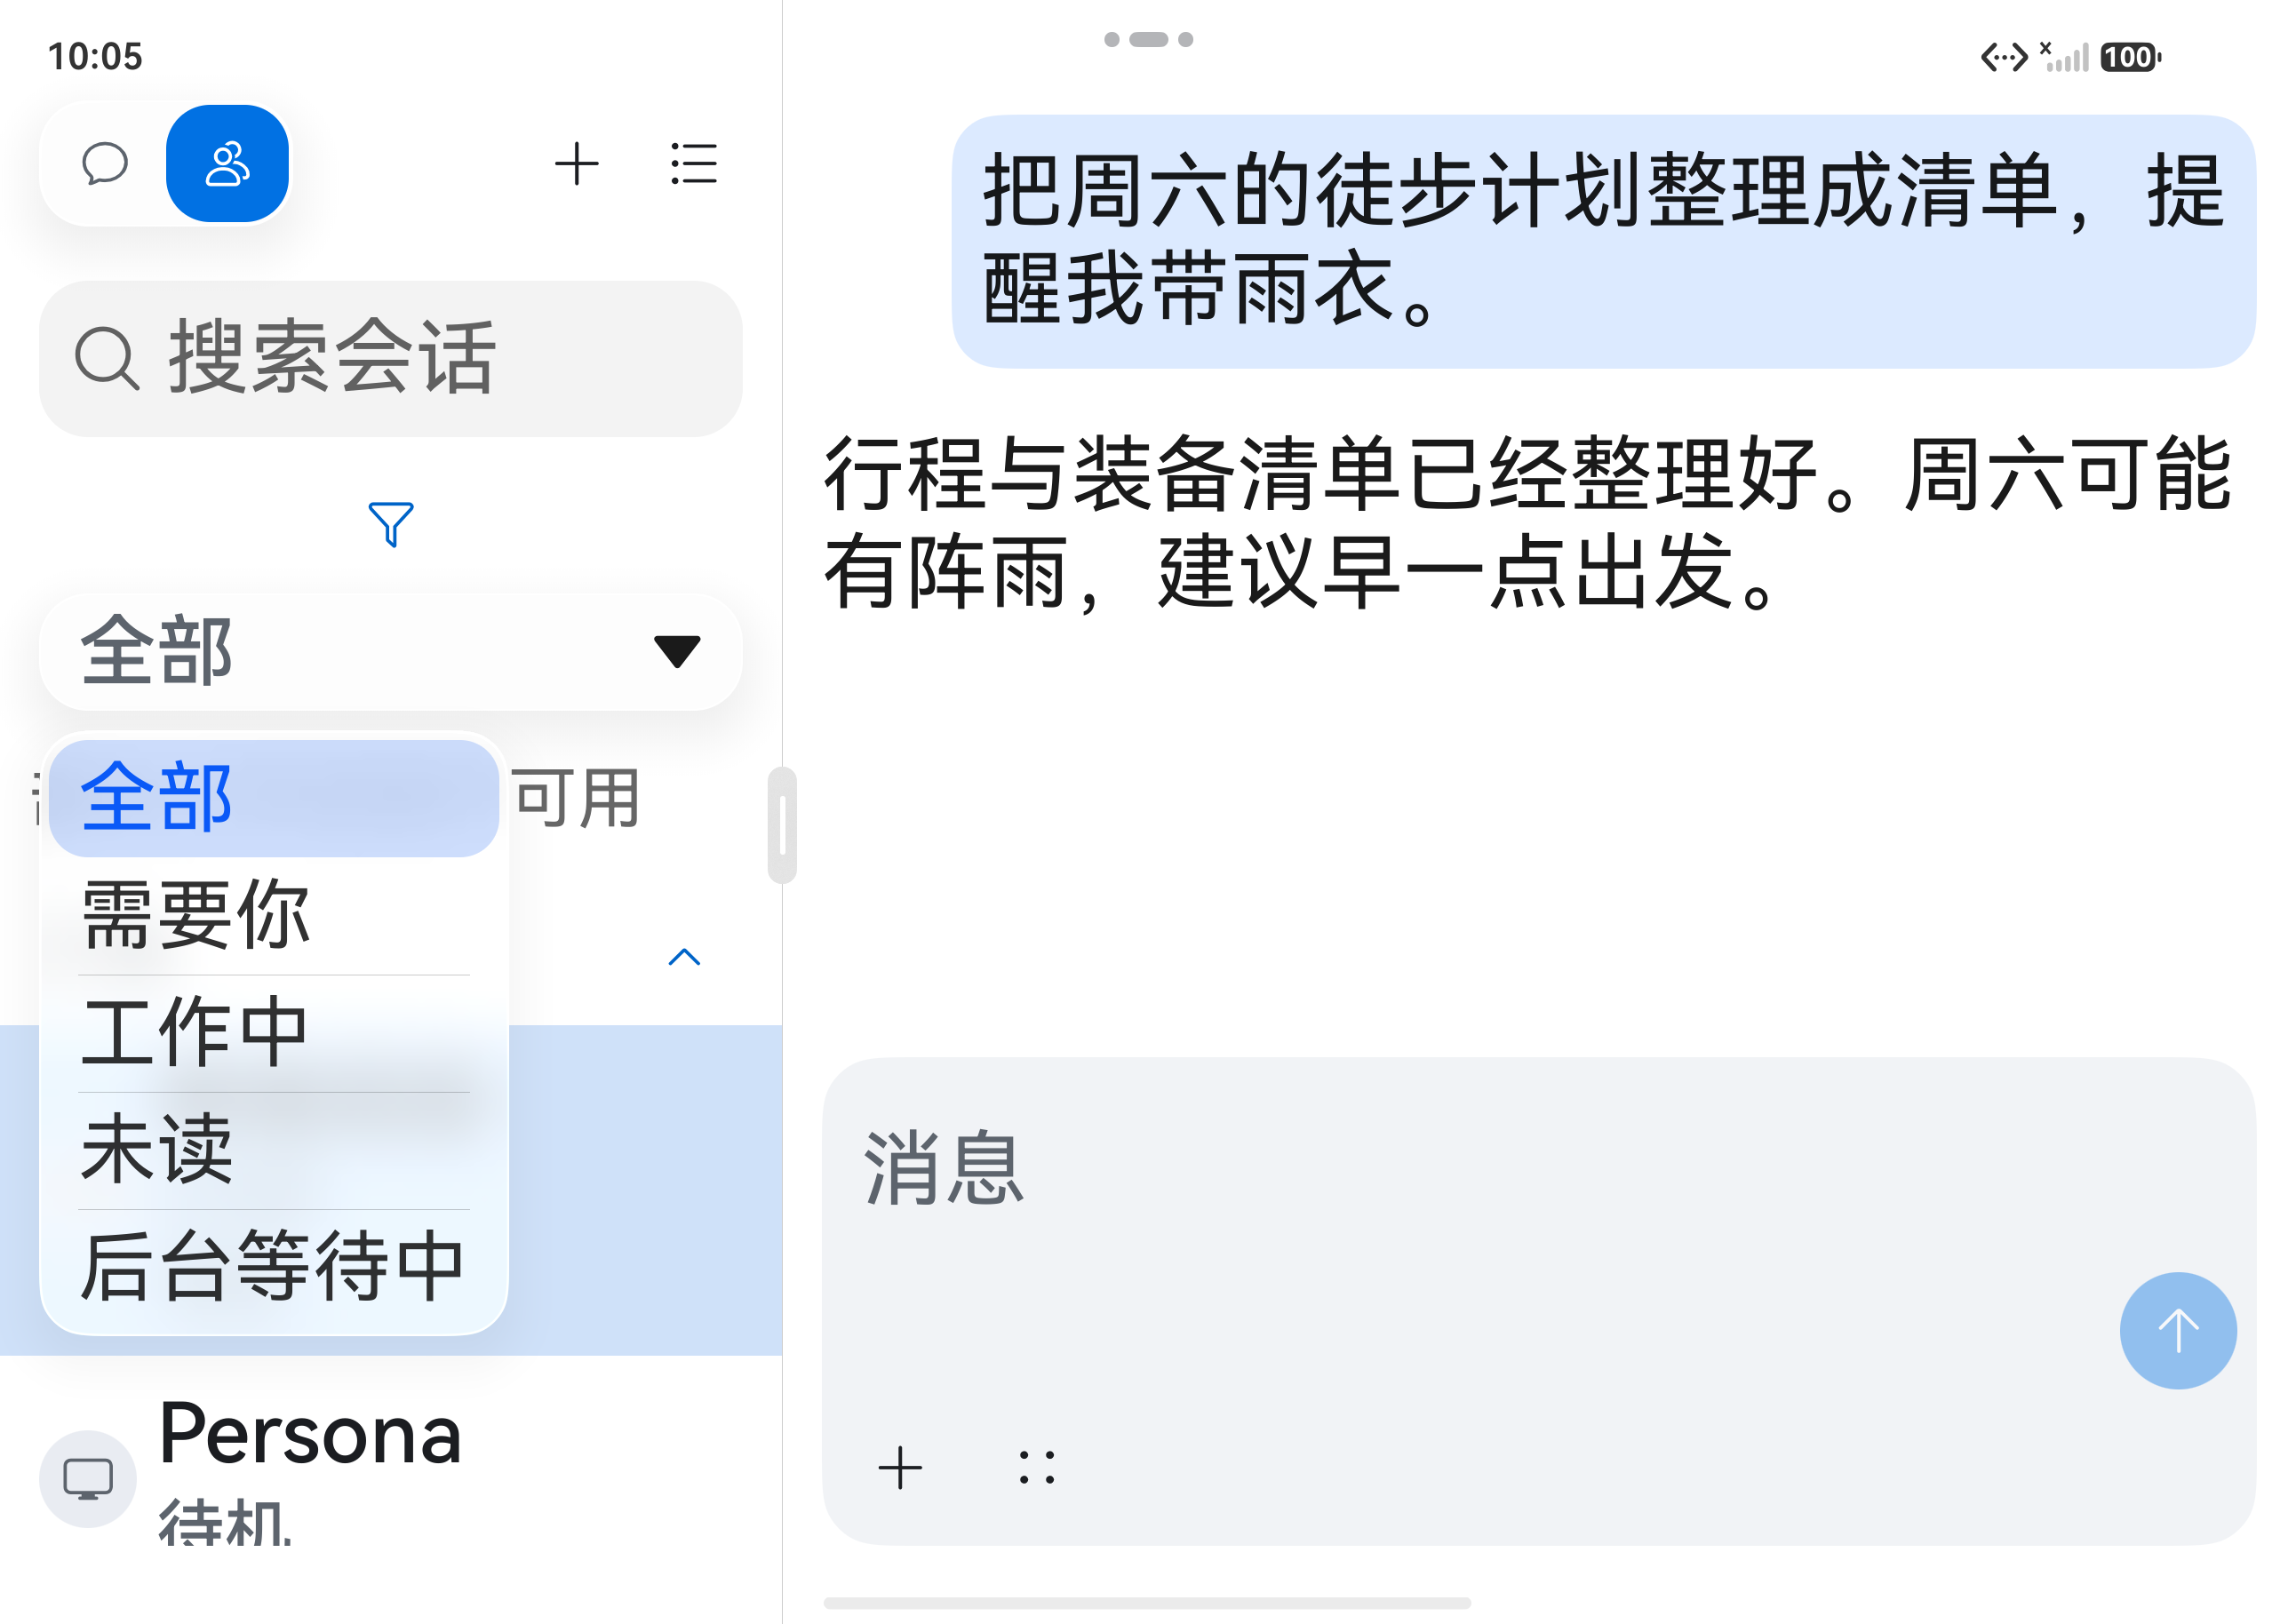 10:05
100
搜索会话
全部
全部
可用
需要你
工作中
未读
后台等待中
Persona
待机
把周六的徒步计划整理成清单，提
醒我带雨衣。
行程与装备清单已经整理好。周六可能
有阵雨，建议早一点出发。
消息